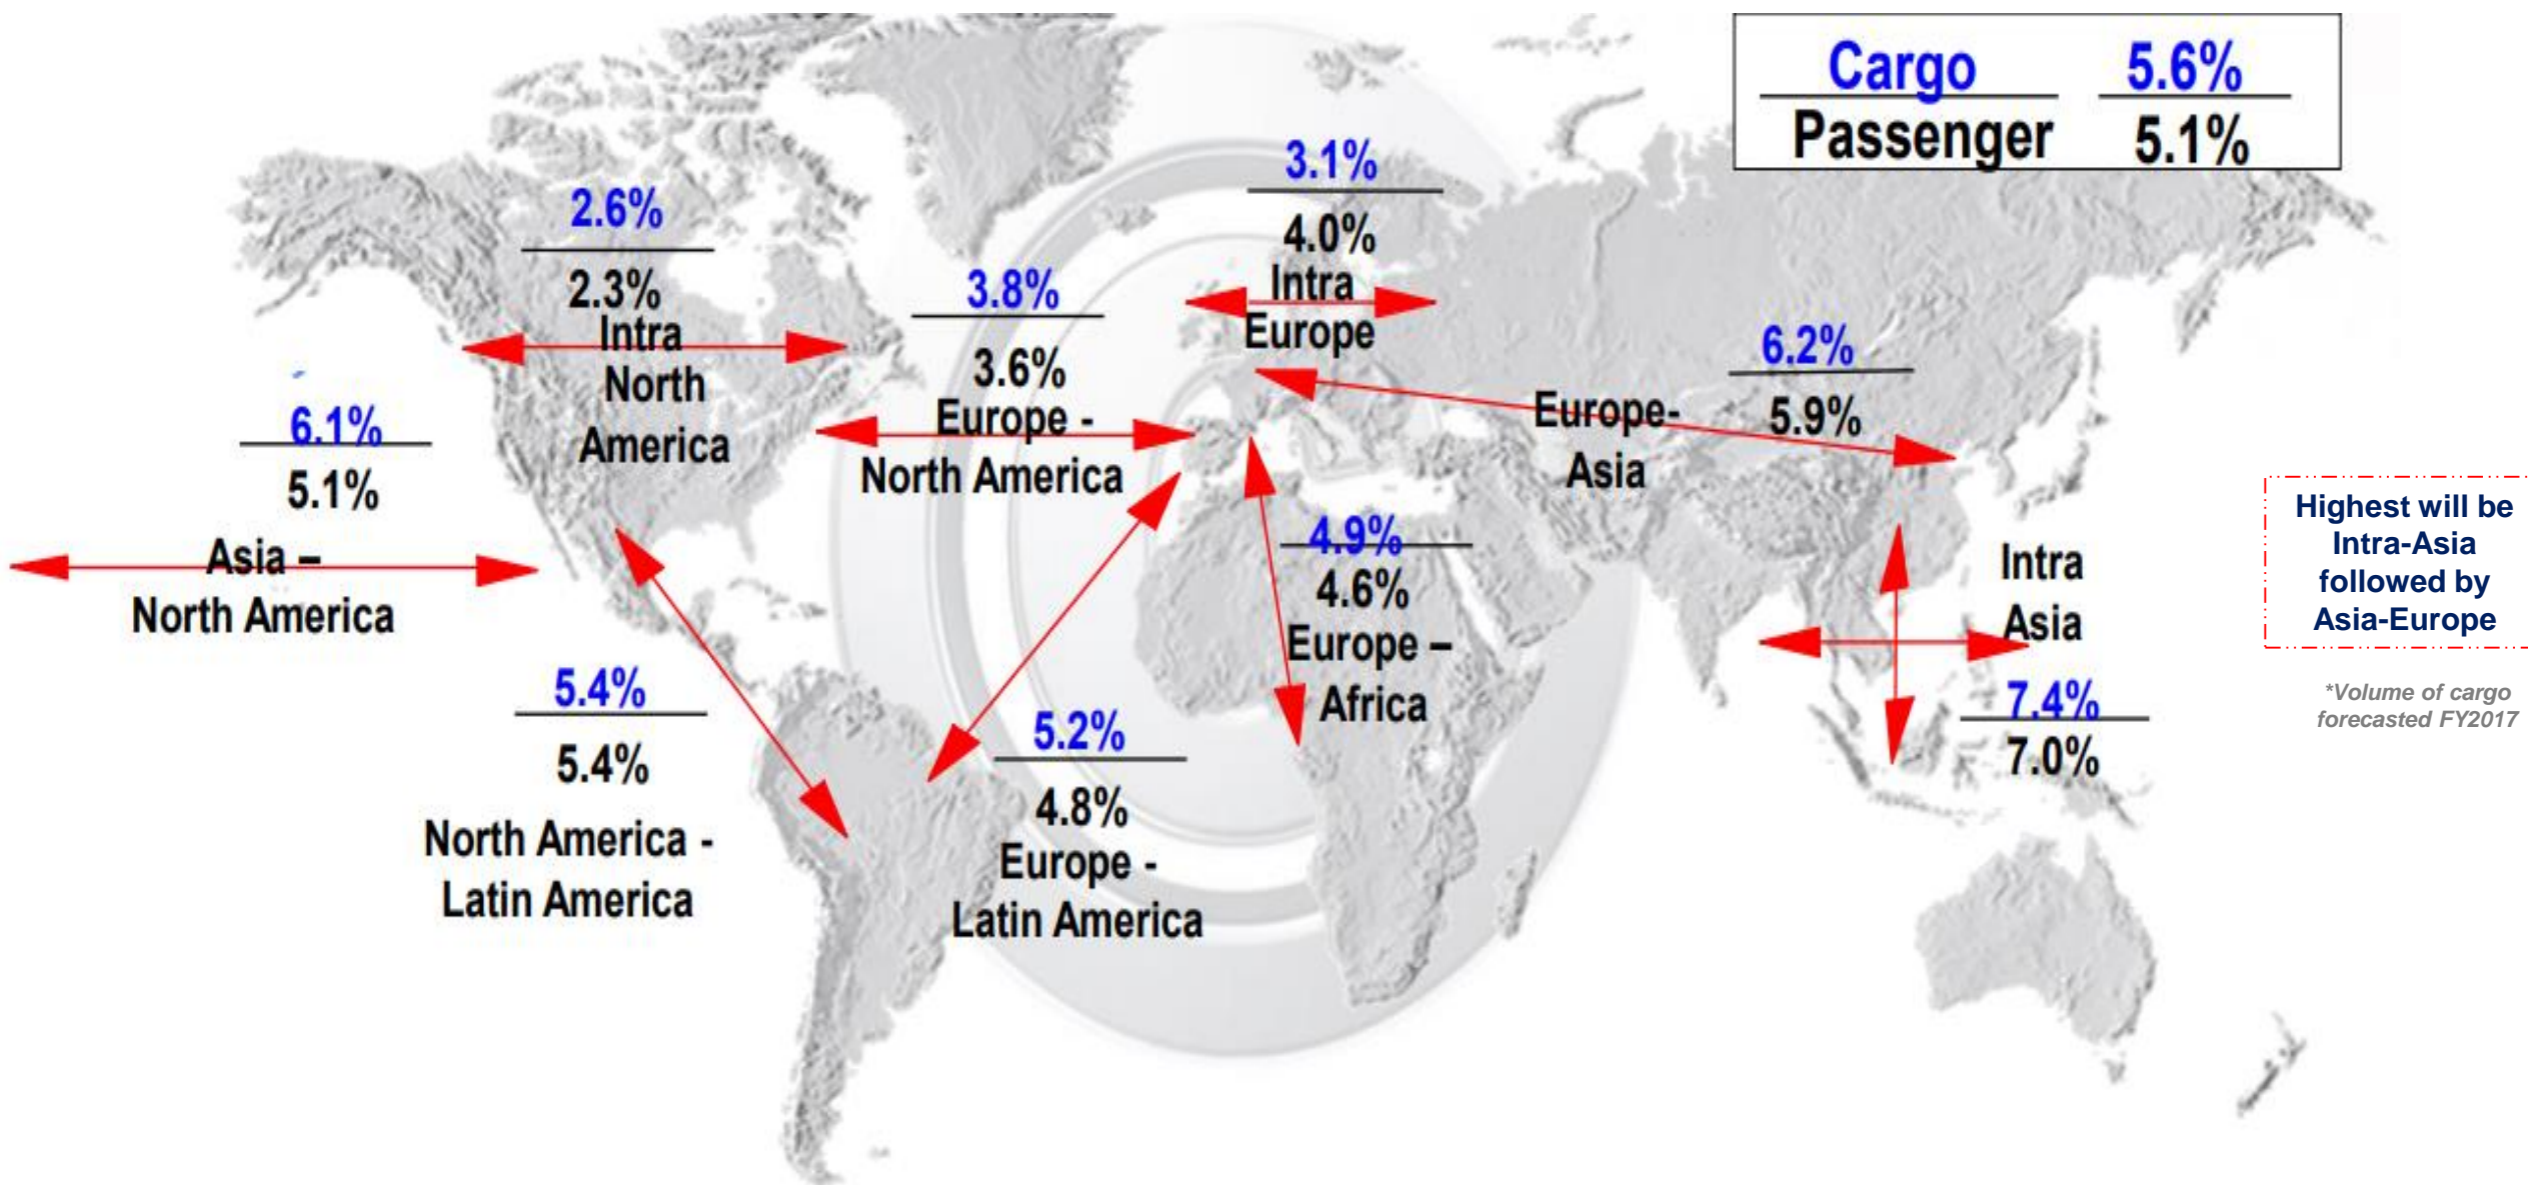 Cargo 5.6%
Passenger 5.1%
2.6%
2.3%
Intra
North
America
3.8%
3.6%
Europe -
North America
3.1%
4.0%
Intra
Europe
6.2%
5.9%
Europe-
Asia
6.1%
5.1%
Asia –
North America
4.9%
4.6%
Europe –
Africa
Intra
Asia
7.4%
7.0%
Highest will be
Intra-Asia
followed by
Asia-Europe
*Volume of cargo
forecasted FY2017
5.4%
5.4%
North America -
Latin America
5.2%
4.8%
Europe -
Latin America